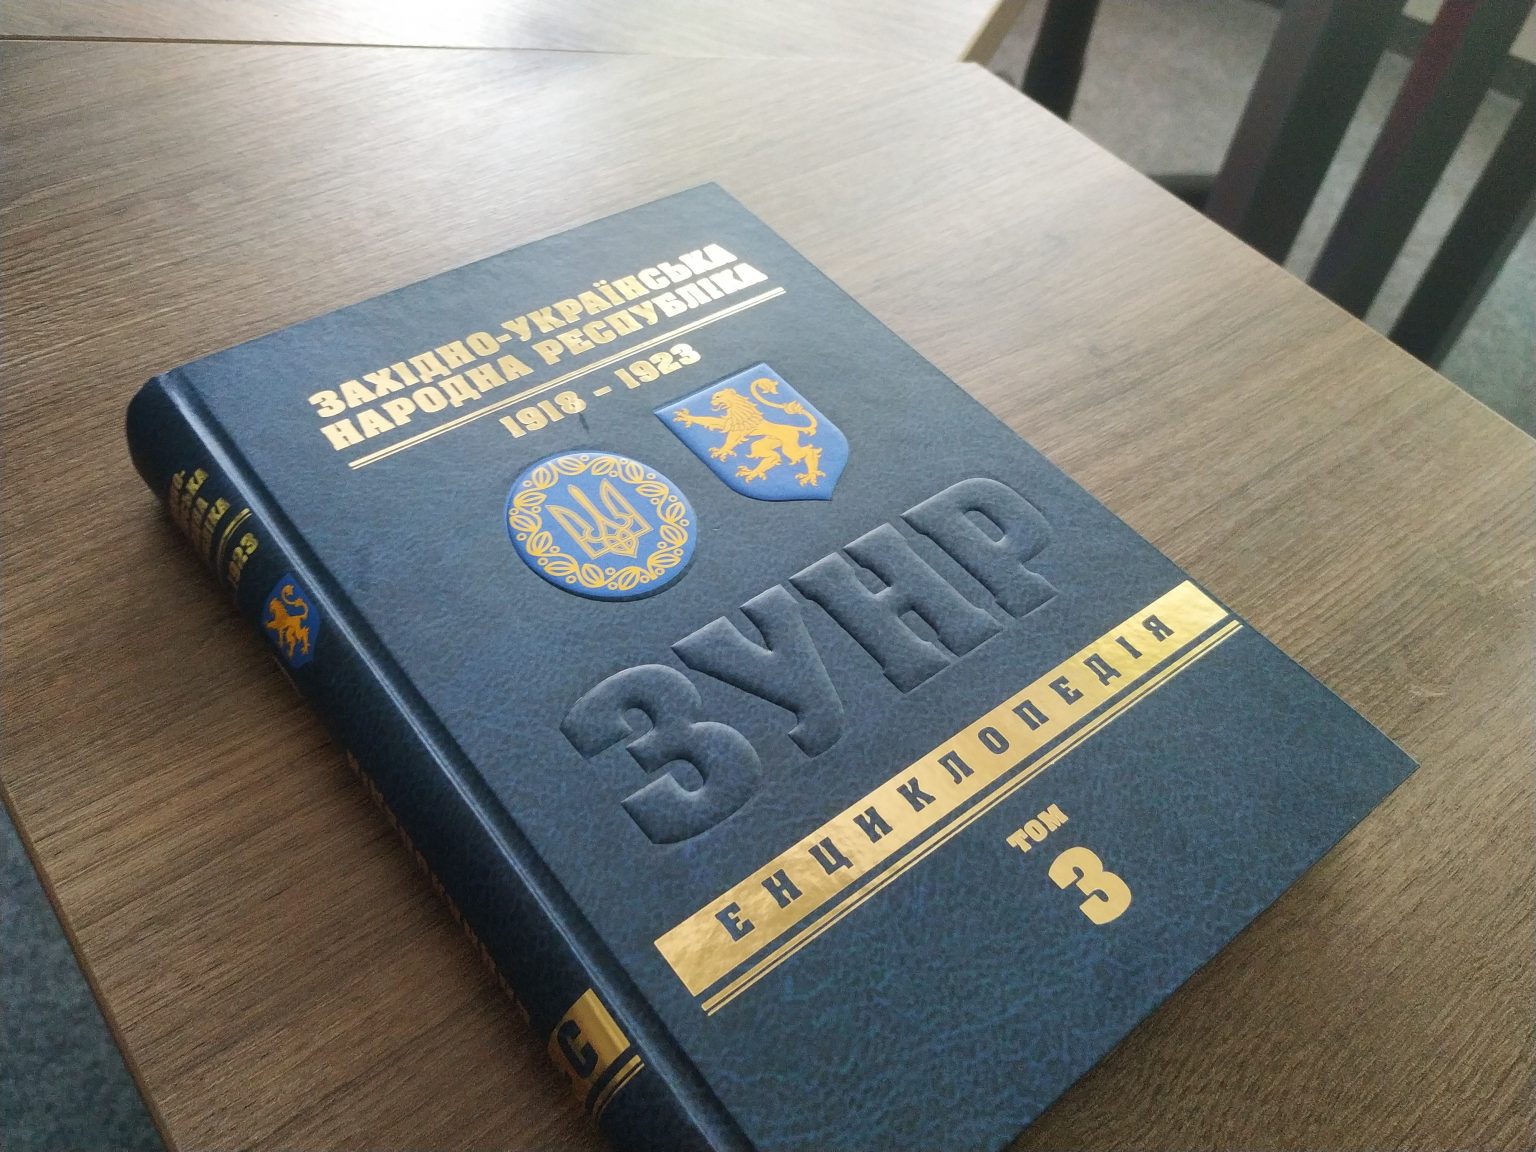 ЗАХІДНО-УКРАЇНСЬКА
НАРОДНА РЕСПУБЛІКА
1918 – 1923
ЗУНР
ЕНЦИКЛОПЕДІЯ
ТОМ
3
С